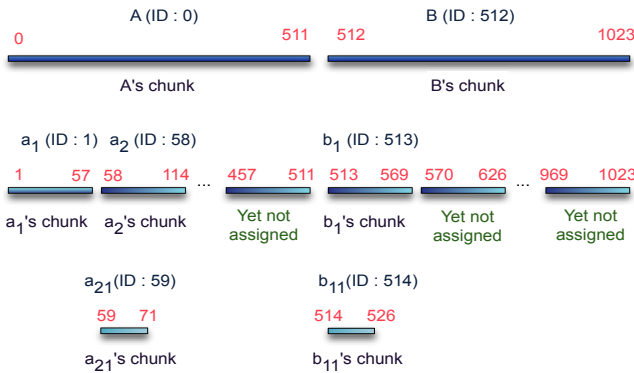 A (ID : 0) B (ID : 512)
0 511 512 1023
A's chunk B's chunk
a1 (ID : 1) a2 (ID : 58) b1 (ID : 513)
1 57 58 114 ... 457 511 513 569 570 626 ... 969 1023
a1's chunk a2's chunk Yet not assigned b1's chunk Yet not assigned Yet not assigned
a21(ID : 59) b11(ID : 514)
59 71 514 526
a21's chunk b11's chunk